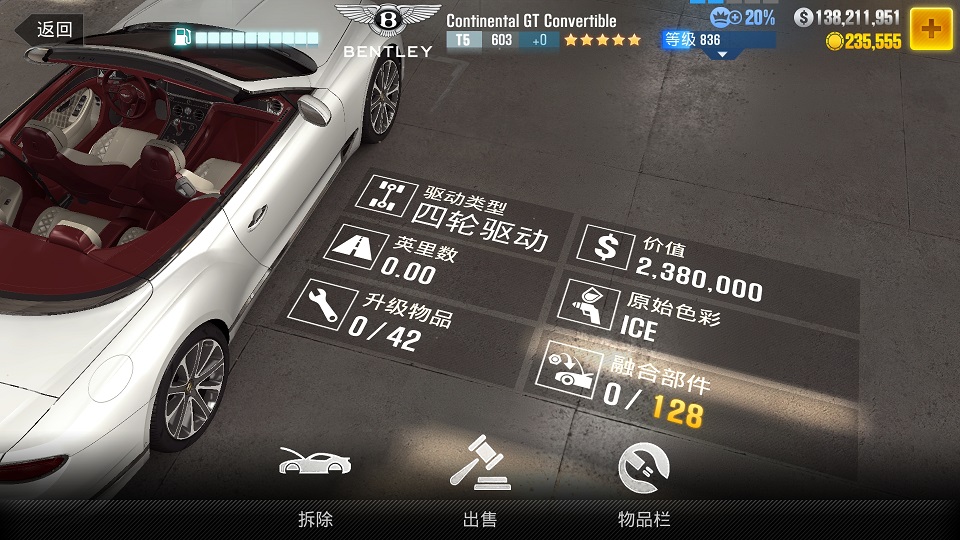 返回
BENTLEY
Continental GT Convertible
T5 603 +0
20%
138,211,951
等级 836
235,555
驱动类型
四轮驱动
英里数
0.00
升级物品
0/42
价值
2,380,000
原始色彩
ICE
融合部件
0/128
拆除
出售
物品栏